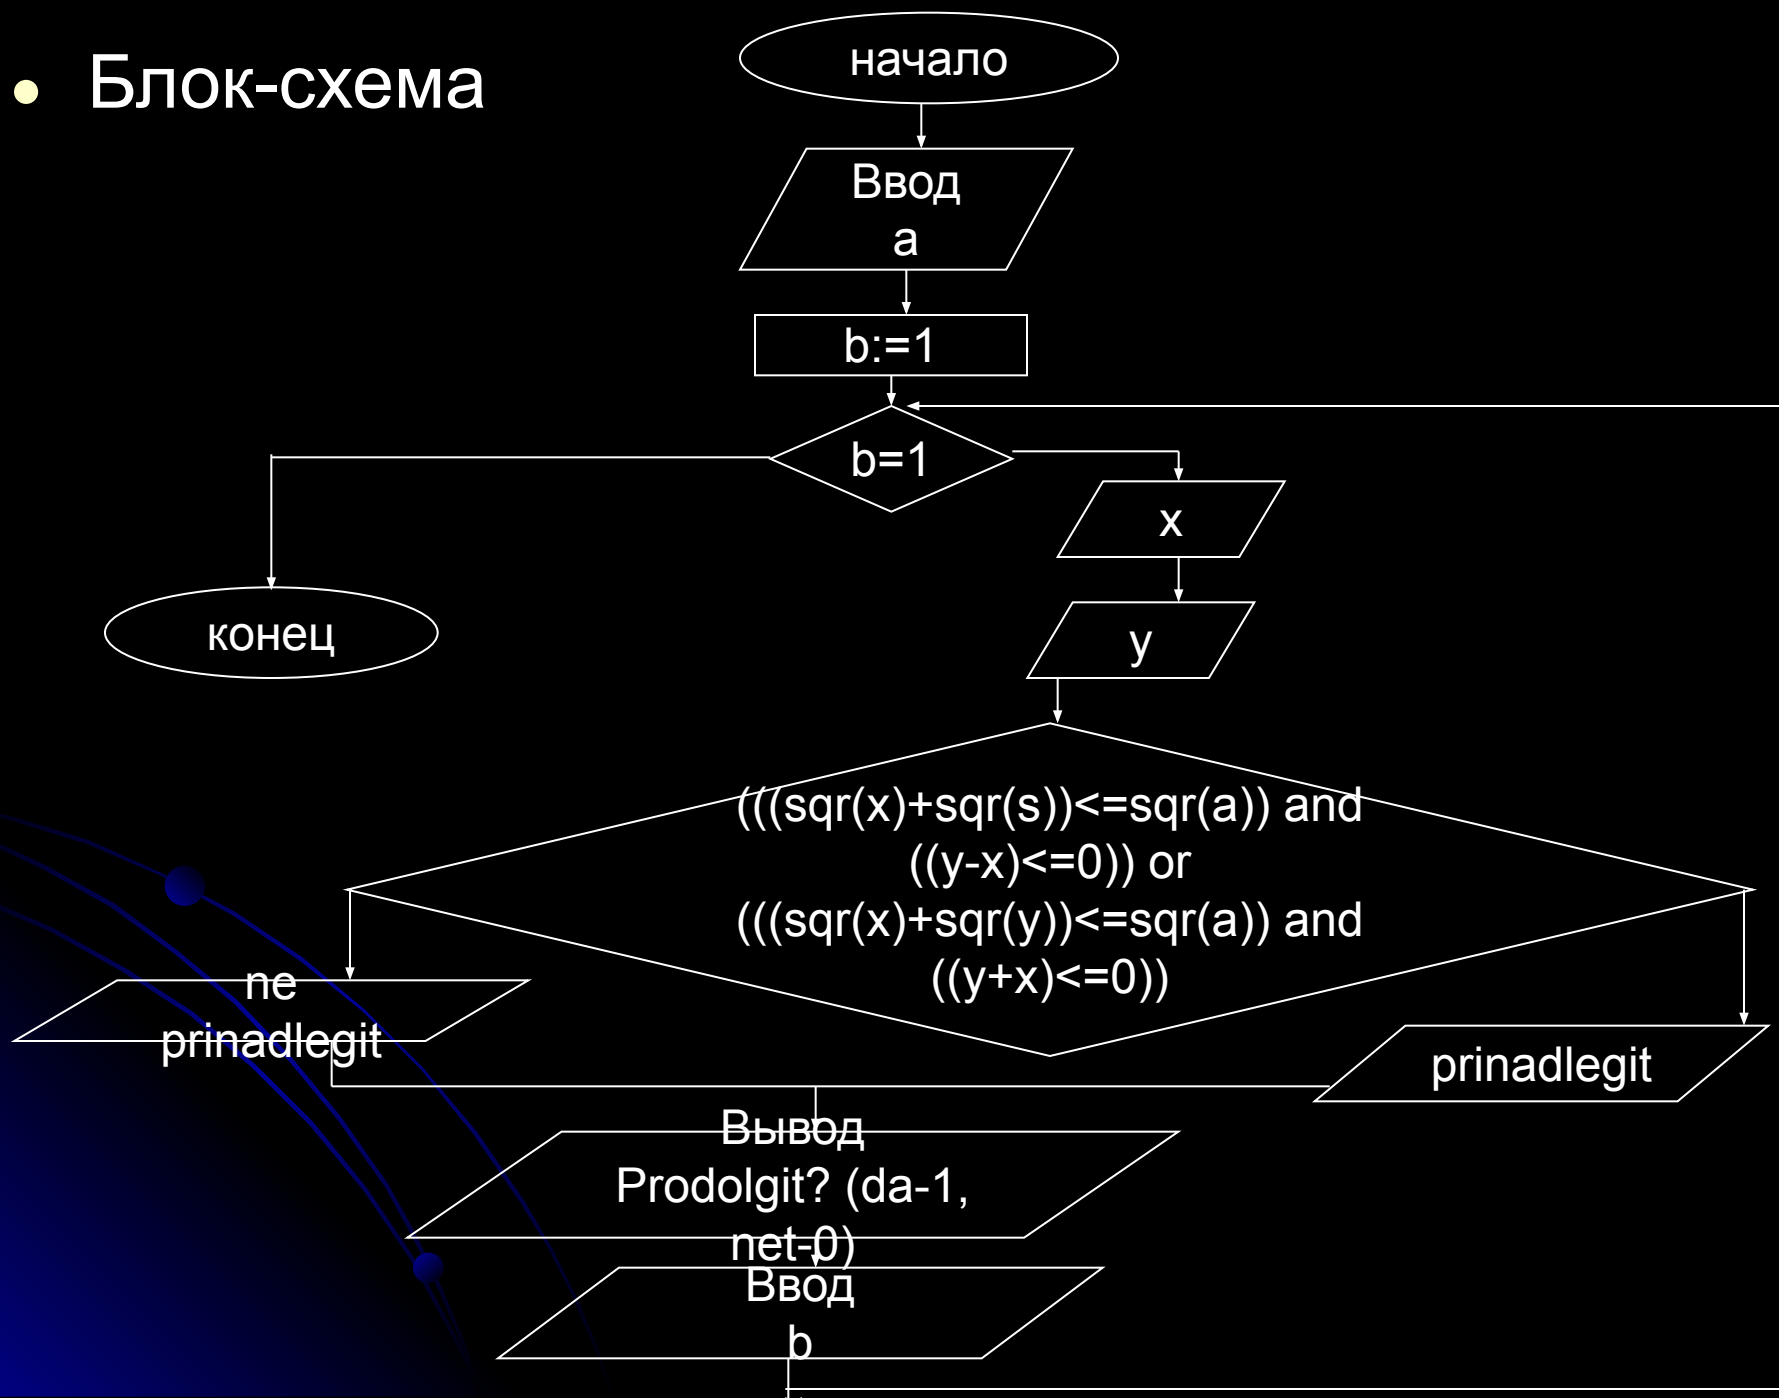 Блок-схема
начало
Ввод
a
b:=1
b=1
x
y
конец
(((sqr(x)+sqr(s))<=sqr(a)) and
((y-x)<=0)) or
(((sqr(x)+sqr(y))<=sqr(a)) and
((y+x)<=0))
ne
prinadlegit
prinadlegit
Вывод
Prodolgit? (da-1,
net-0)
Ввод
b